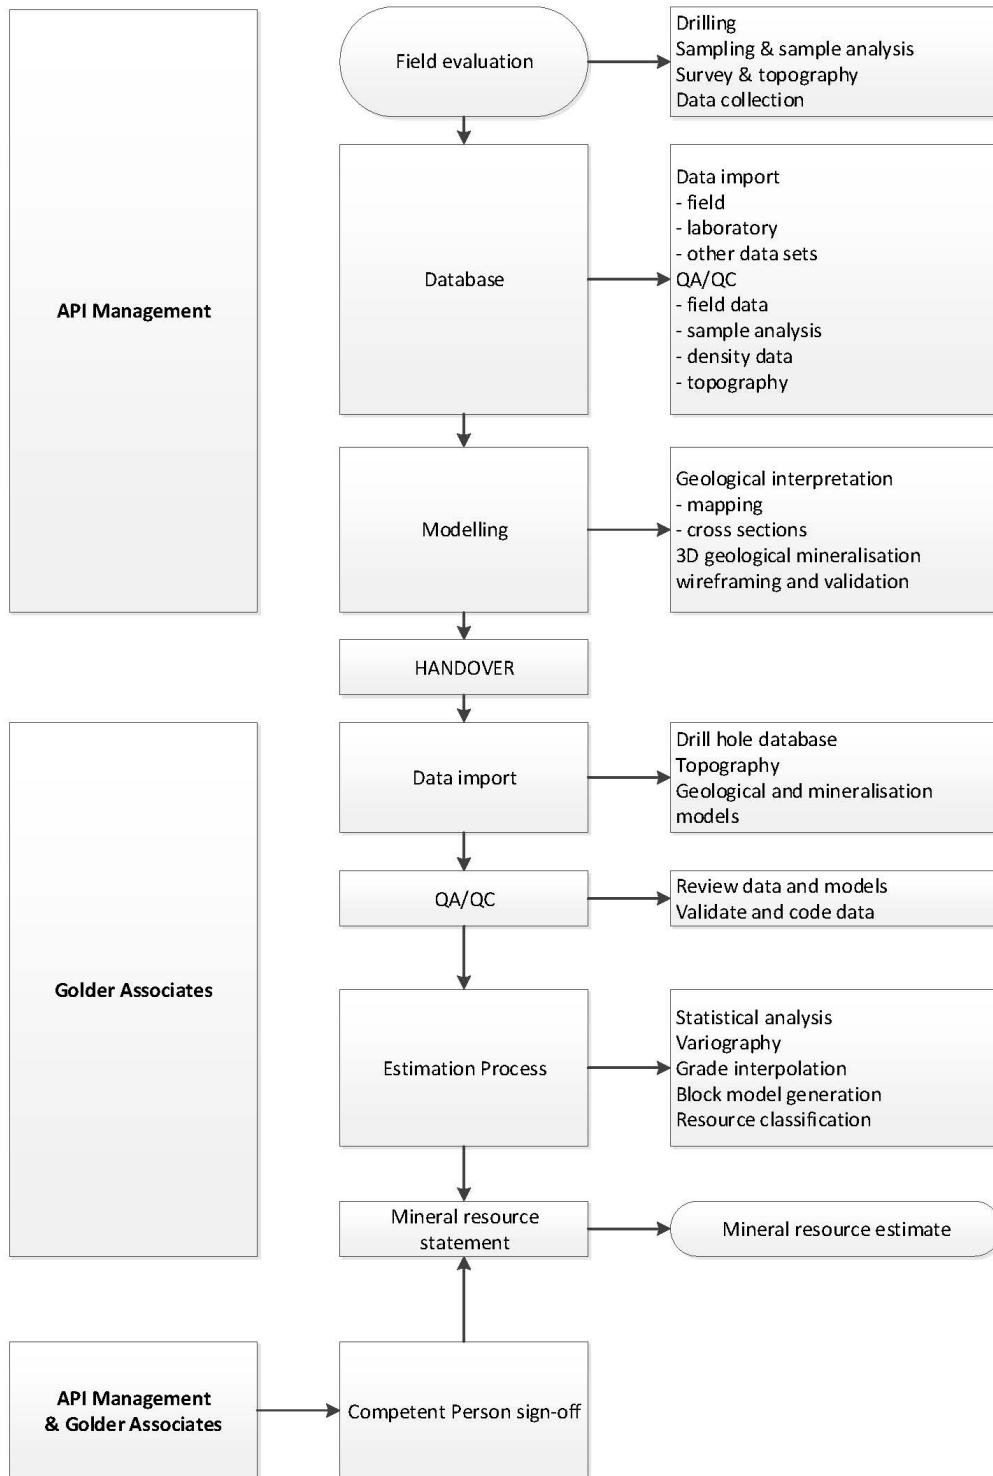 API Management
Field evaluation
Drilling
Sampling & sample analysis
Survey & topography
Data collection
Database
Data import
- field
- laboratory
- other data sets
QA/QC
- field data
- sample analysis
- density data
- topography
Modelling
Geological interpretation
- mapping
- cross sections
3D geological mineralisation
wireframing and validation
HANDOVER
Golder Associates
Data import
Drill hole database
Topography
Geological and mineralisation
models
QA/QC
Review data and models
Validate and code data
Estimation Process
Statistical analysis
Variography
Grade interpolation
Block model generation
Resource classification
Mineral resource
statement
Mineral resource estimate
API Management
& Golder Associates
Competent Person sign-off